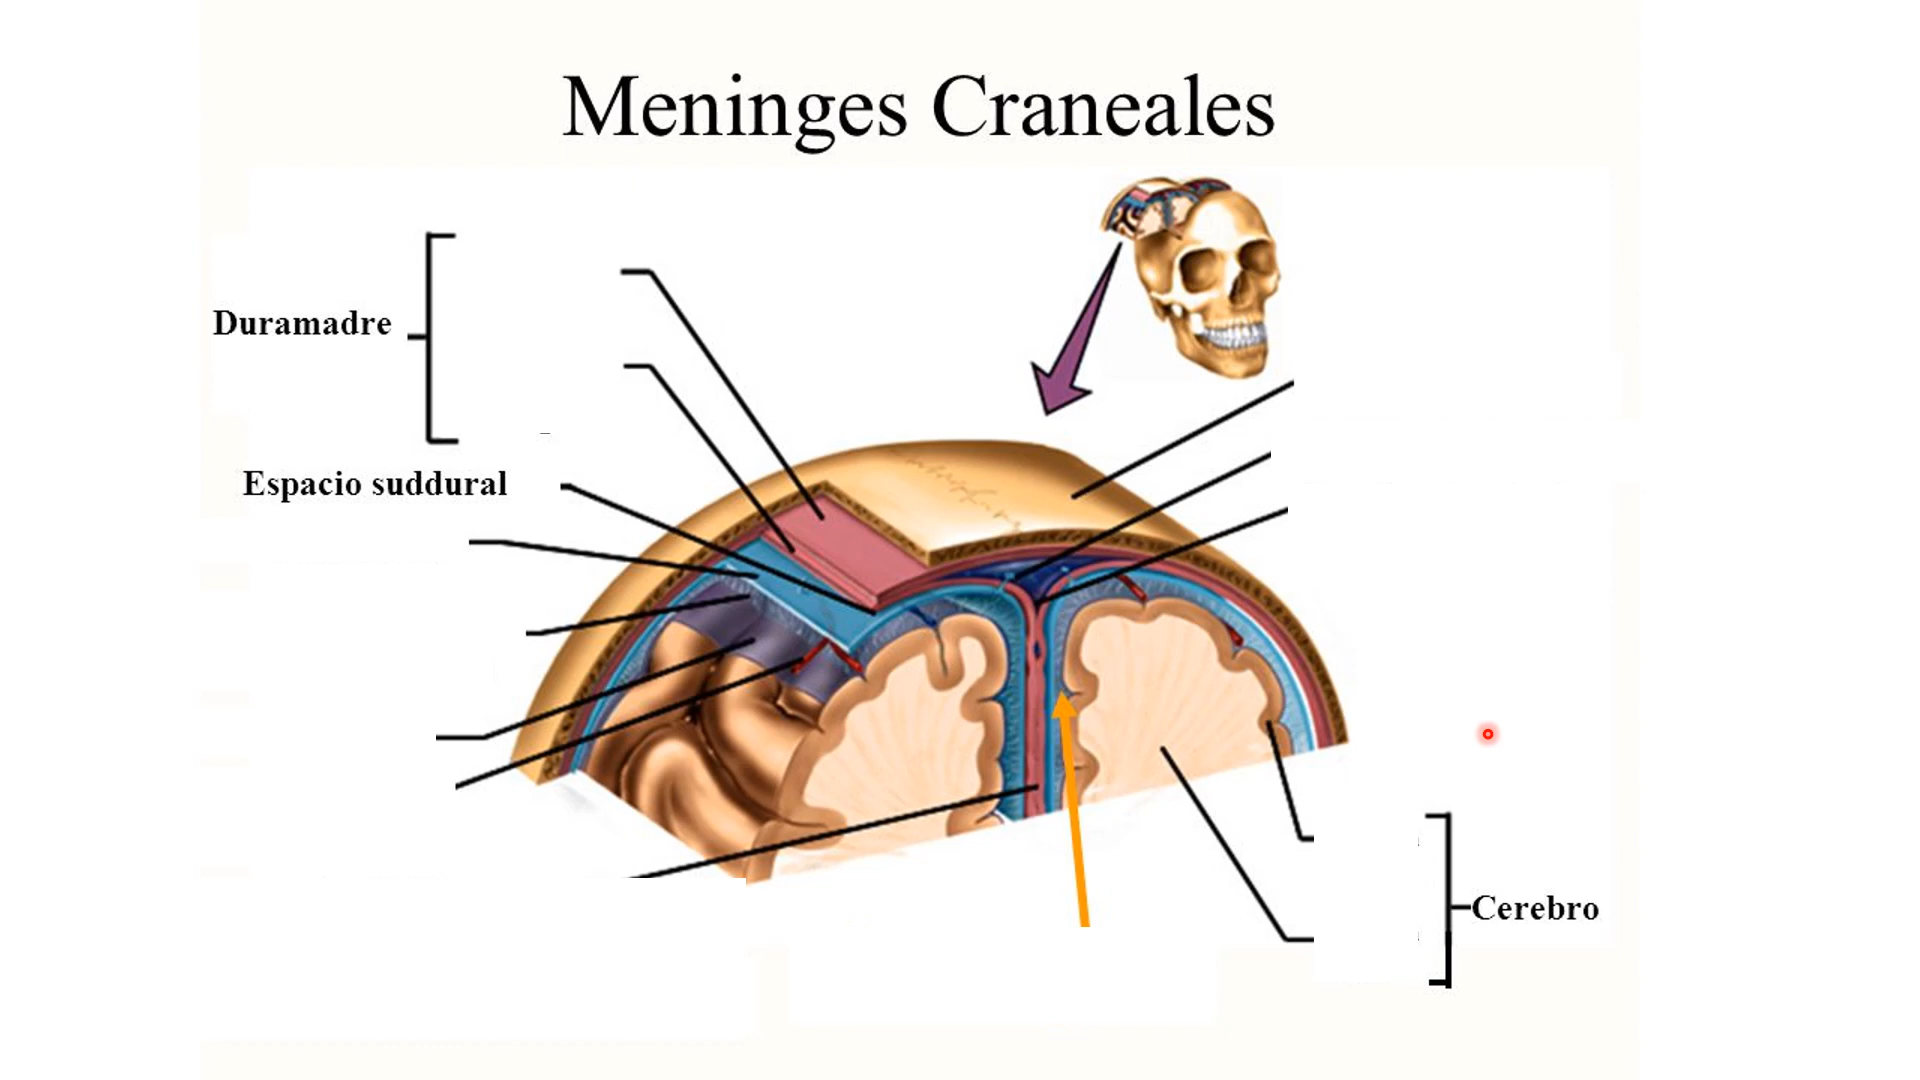 Meninges Craneales
Duramadre
Espacio suddural
Cerebro